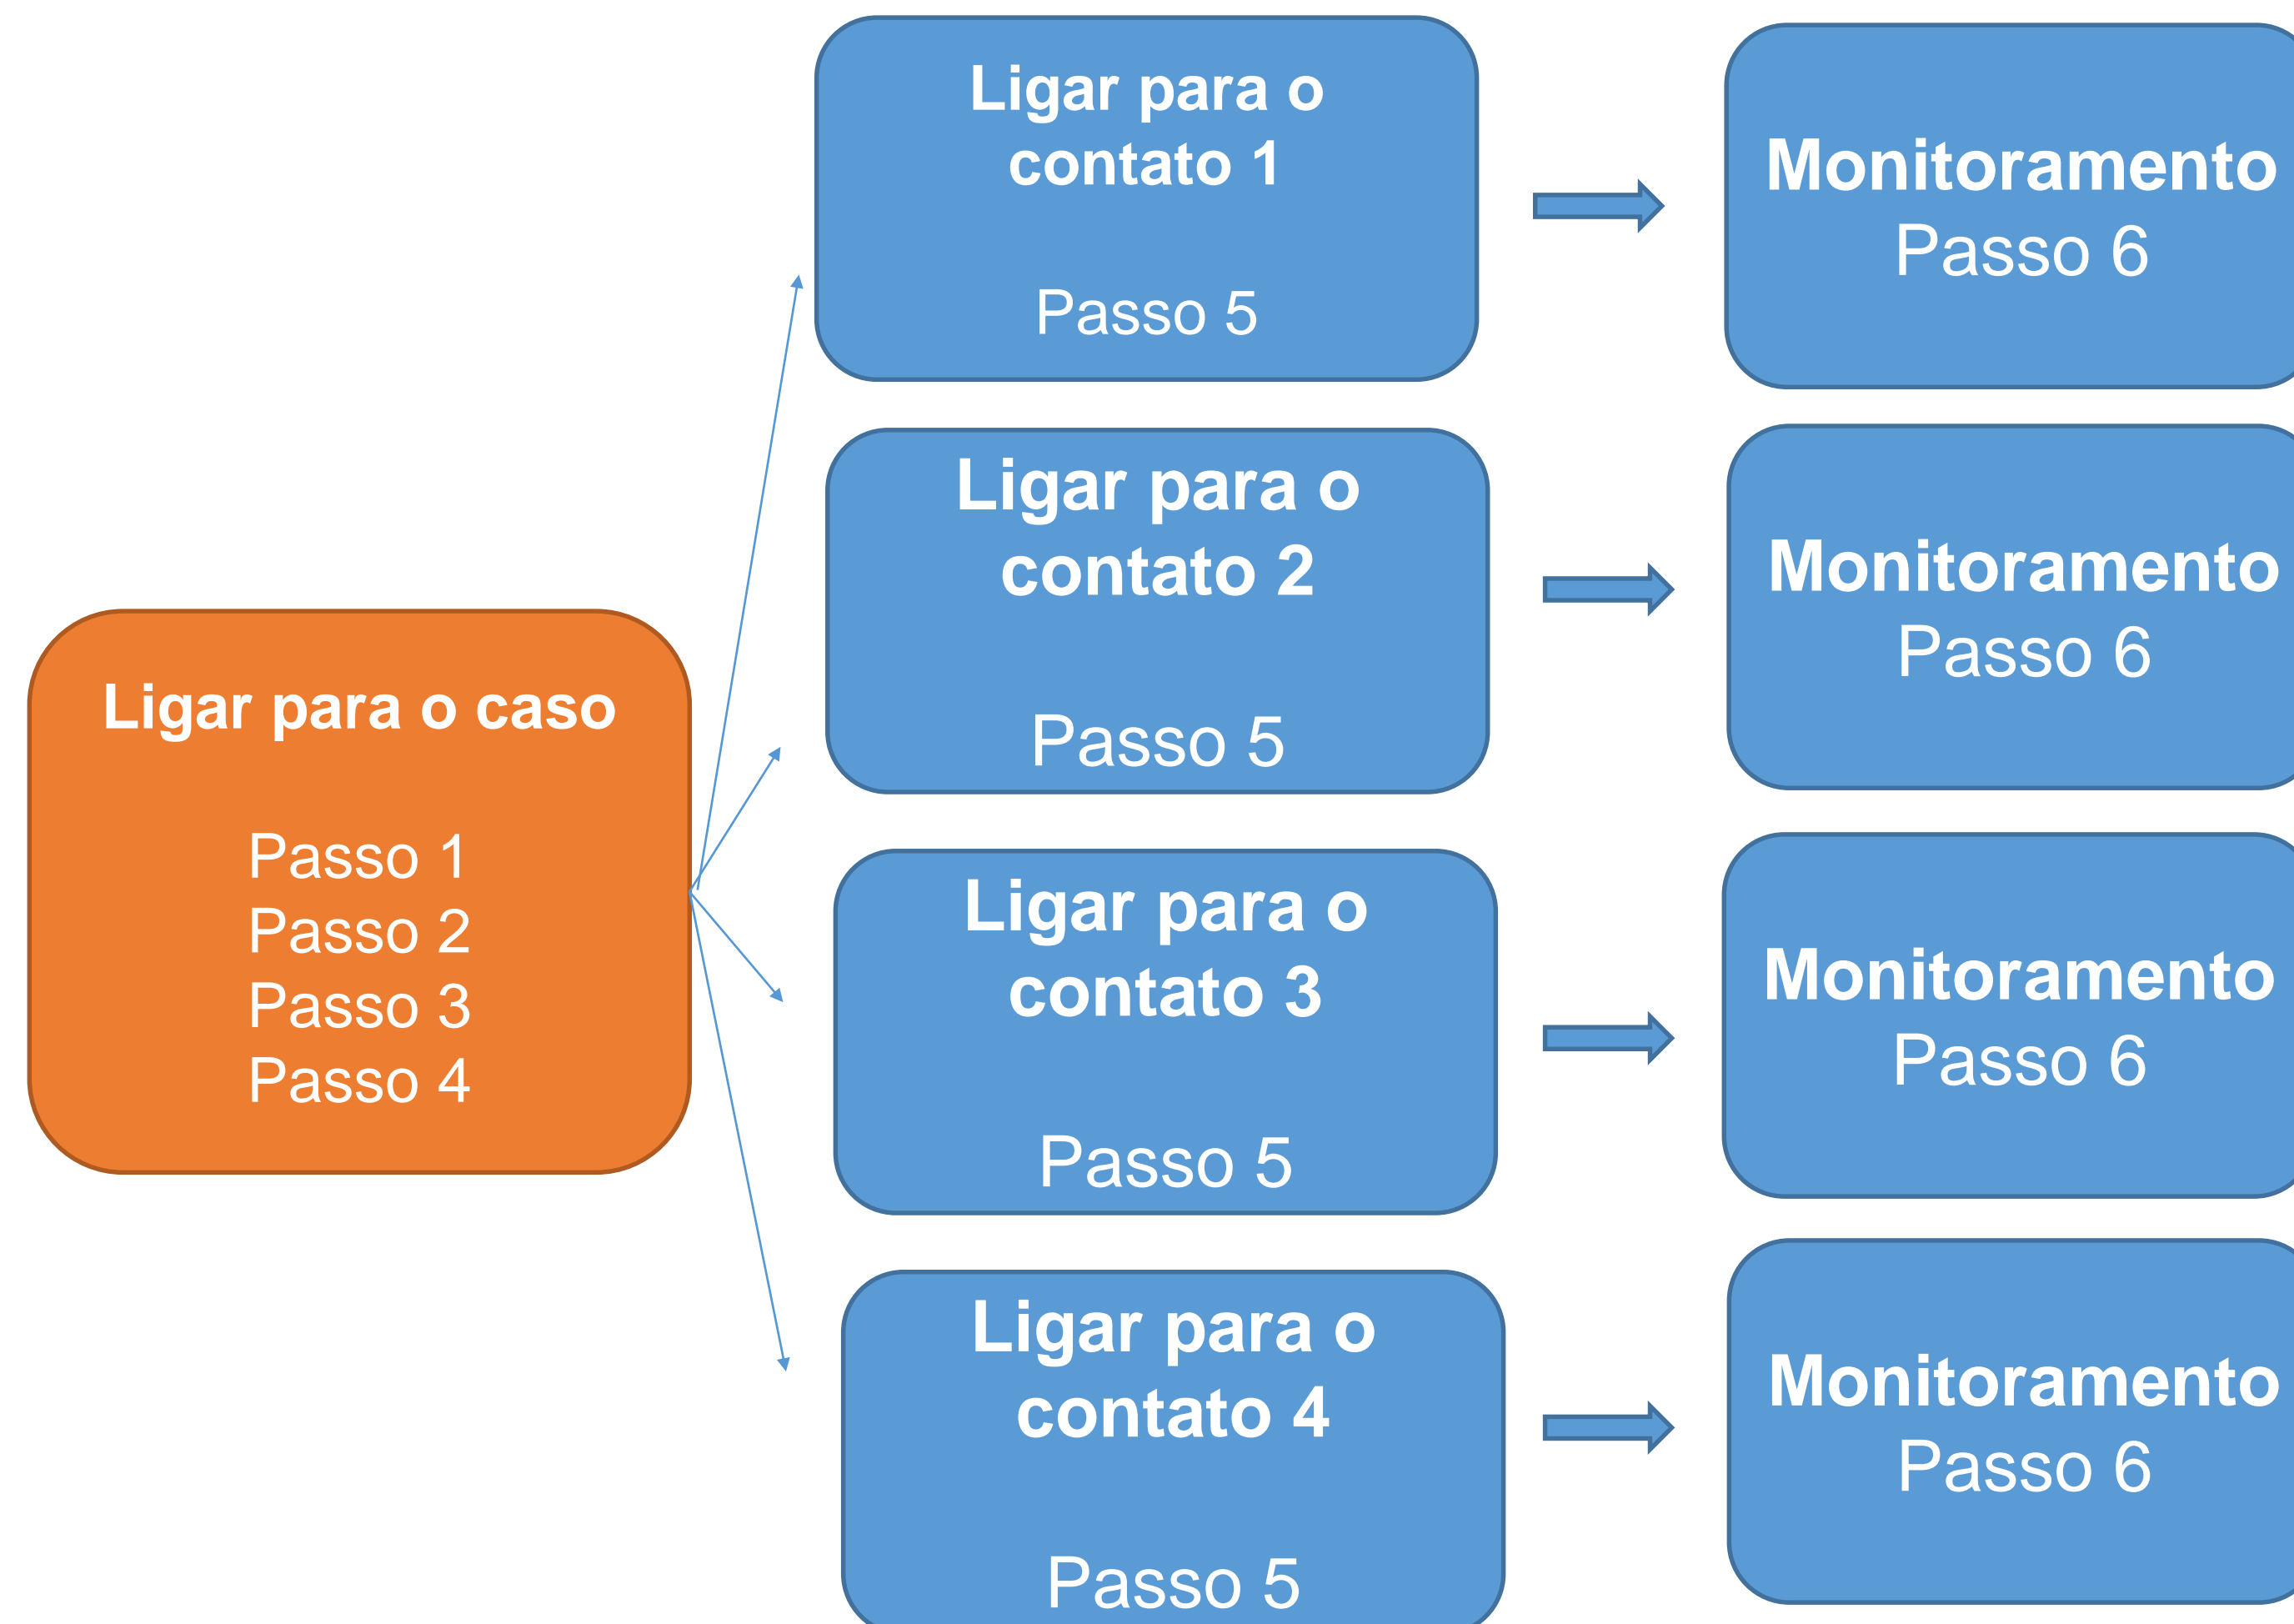 Ligar para o caso
Passo 1
Passo 2
Passo 3
Passo 4
Ligar para o
contato 1
Passo 5
Monitoramento
Passo 6
Ligar para o
contato 2
Passo 5
Monitoramento
Passo 6
Ligar para o
contato 3
Passo 5
Monitoramento
Passo 6
Ligar para o
contato 4
Passo 5
Monitoramento
Passo 6